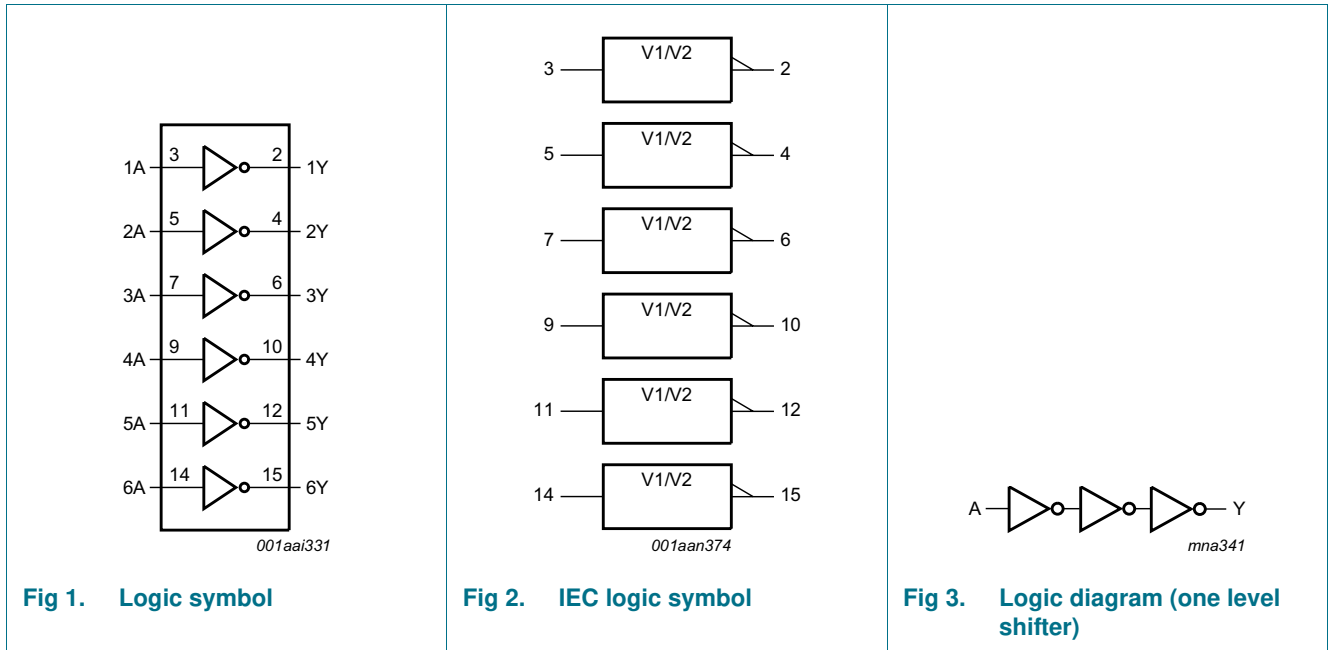 1A 3 2 1Y
2A 5 4 2Y
3A 7 6 3Y
4A 9 10 4Y
5A 11 12 5Y
6A 14 15 6Y
001aai331
Fig 1. Logic symbol
V1/V2
3 2
V1/V2
5 4
V1/V2
7 6
V1/V2
9 10
V1/V2
11 12
V1/V2
14 15
001aan374
Fig 2. IEC logic symbol
A Y
mna341
Fig 3. Logic diagram (one level
shifter)